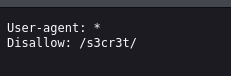 User-agent: *
Disallow: /s3cr3t/